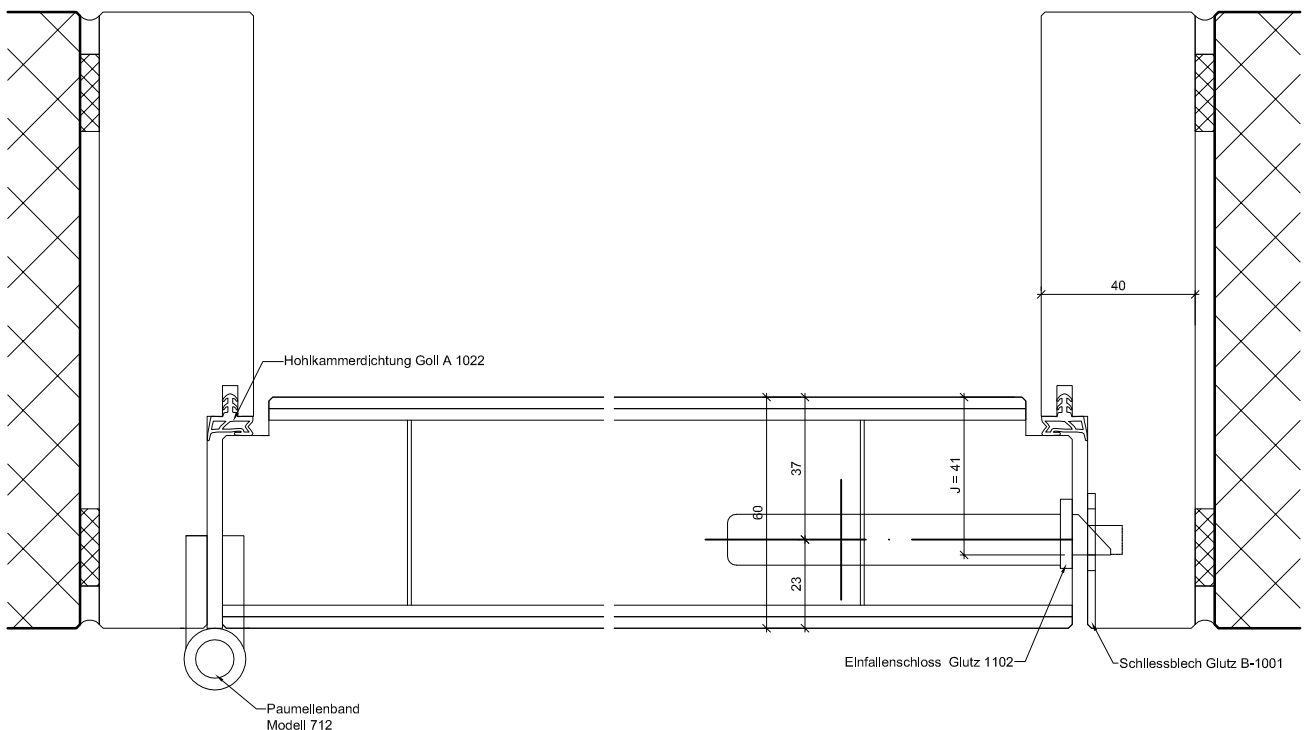 40
Hohlkammerdichtung Goll A 1022
37
J = 41
60
23
Einfallenschloss Glutz 1102
Schliessblech Glutz B-1001
Paumellenband
Modell 712